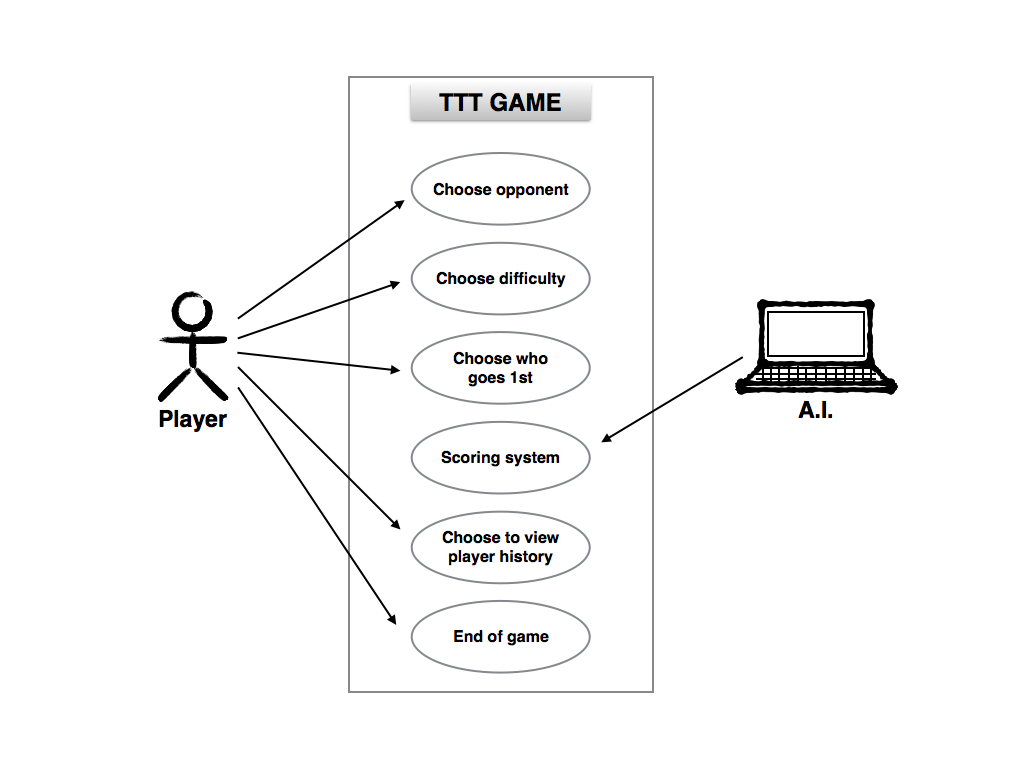 TTT GAME
Choose opponent
Choose difficulty
Choose who
goes 1st
Scoring system
Choose to view
player history
End of game
Player
A.I.